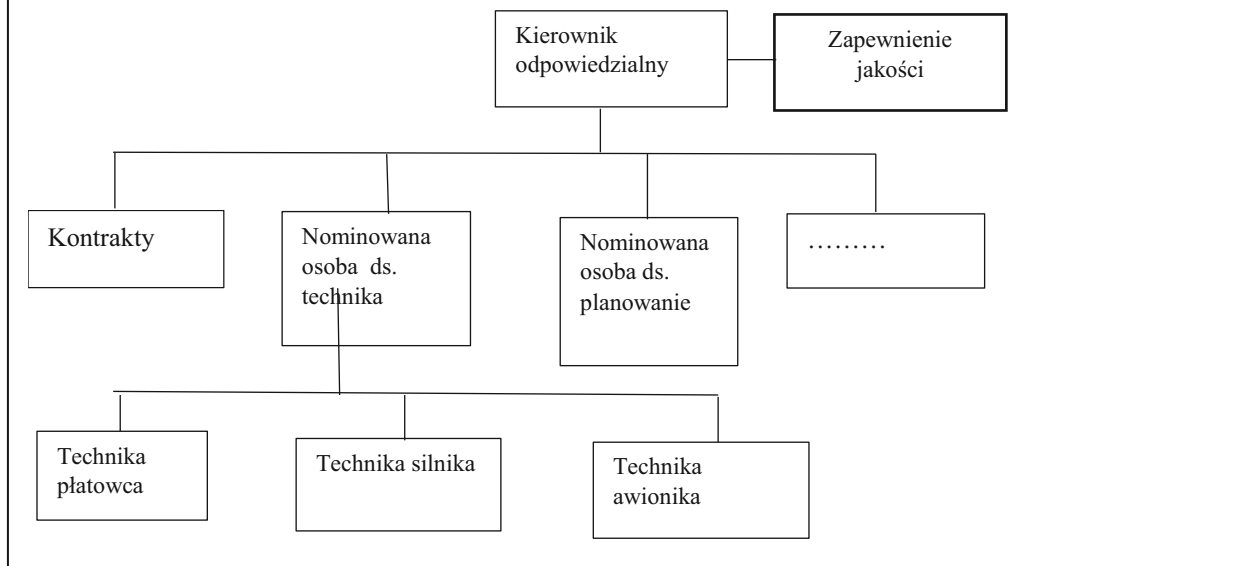 Kierownik
odpowiedzialny
Zapewnienie
jakości
Kontrakty
Nominowana
osoba ds.
technika
Nominowana
osoba ds.
planowanie
………
Technika
płatowca
Technika silnika
Technika
awionika